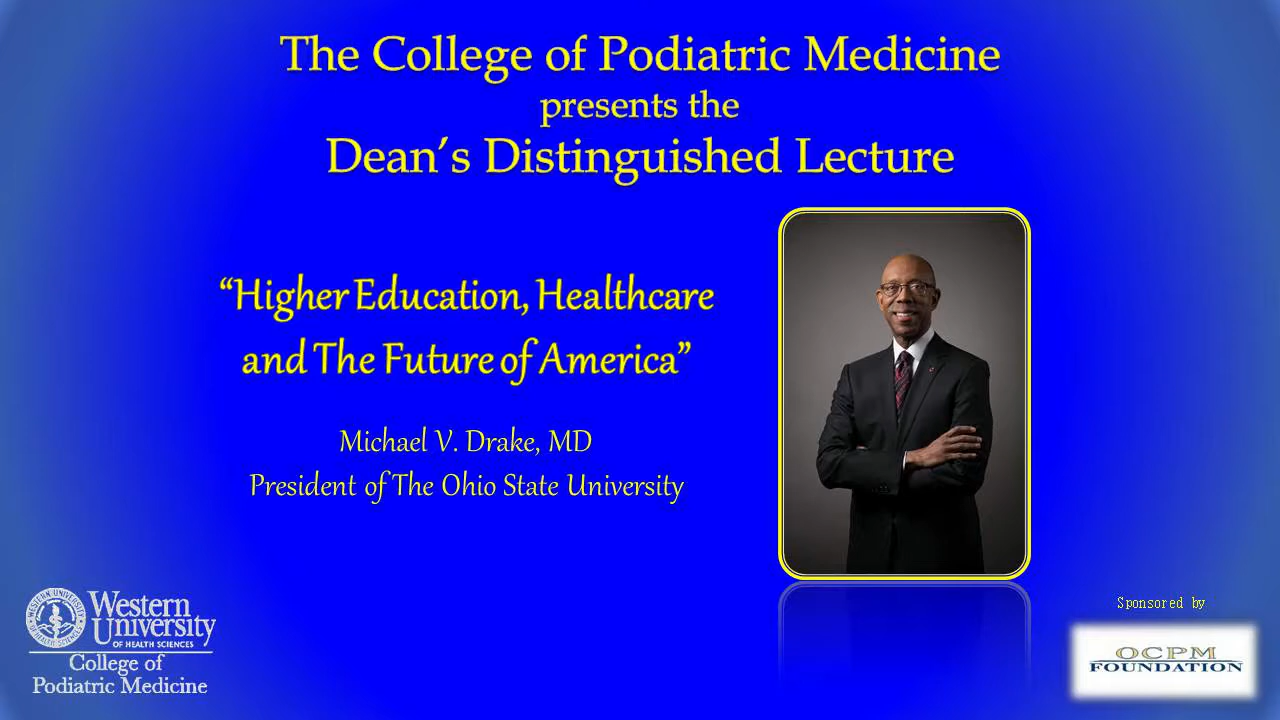 The College of Podiatric Medicine
presents the
Dean's Distinguished Lecture
“Higher Education, Healthcare
and The Future of America”
Michael V. Drake, MD
President of The Ohio State University
Western
University
OF HEALTH SCIENCES
College of
Podiatric Medicine
Sponsored by
OCPM
FOUNDATION